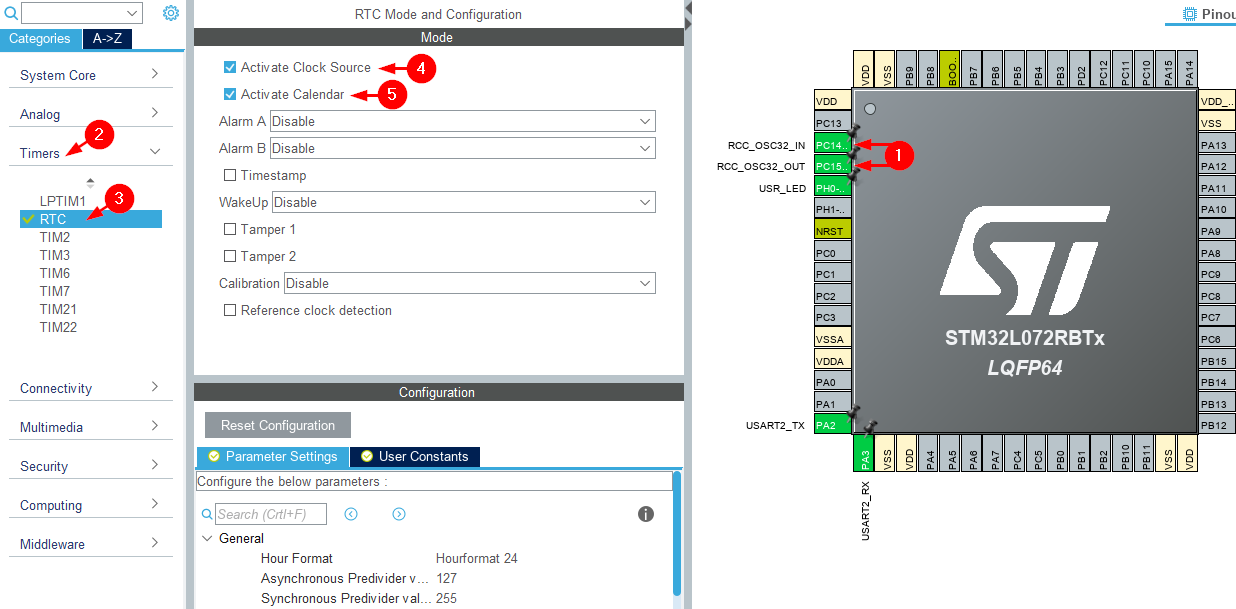 Categories
A->Z
System Core
Analog
Timers
2
LPTIM1
3
RTC
TIM2
TIM3
TIM6
TIM7
TIM21
TIM22
Connectivity
Multimedia
Security
Computing
Middleware
RTC Mode and Configuration
Mode
Activate Clock Source
4
Activate Calendar
5
Alarm A Disable
Alarm B Disable
Timestamp
WakeUp Disable
Tamper 1
Tamper 2
Calibration Disable
Reference clock detection
Configuration
Reset Configuration
Parameter Settings
User Constants
Configure the below parameters :
Search (Crtl+F)
i
General
Hour Format Hourformat 24
Asynchronous Predivider v... 127
Synchronous Predivider val... 255
Pinou
VDD
VSS
PB9
PB8
BOO..
PB7
PB6
PB5
PB4
PB3
PD2
PC12
PC11
PC10
PA15
PA14
VDD
PC13
RCC_OSC32_IN PC14..
1
RCC_OSC32_OUT PC15..
USR_LED PH0-..
PH1-..
NRST
PC0
PC1
PC2
PC3
VSSA
VDDA
PA0
PA1
USART2_TX PA2
ST
STM32L072RBTx
LQFP64
VDD_..
VSS
PA13
PA12
PA11
PA10
PA9
PA8
PC9
PC8
PC7
PC6
PB15
PB14
PB13
PB12
PA3
VSS
VDD
PA4
PA5
PA6
PA7
PC4
PC5
PB0
PB1
PB2
PB10
PB11
VSS
VDD
USART2_RX